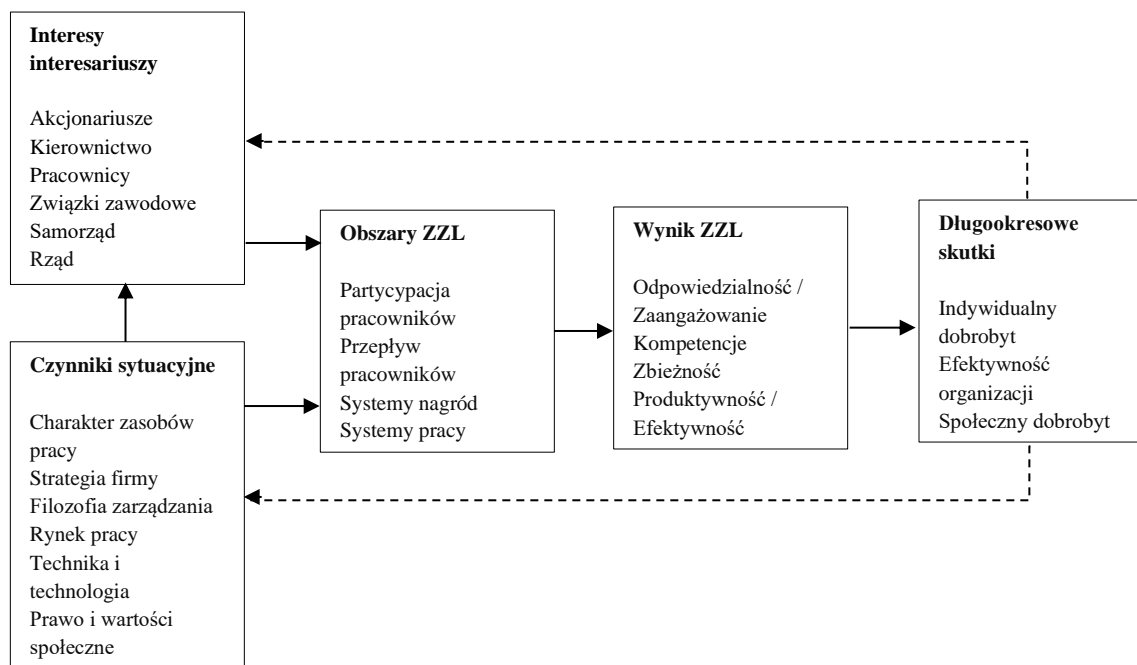 Interesy
interesariuszy
Akcjonariusze
Kierownictwo
Pracownicy
Związki zawodowe
Samorząd
Rząd
Czynniki sytuacyjne
Charakter zasobów
pracy
Strategia firmy
Filozofia zarządzania
Rynek pracy
Technika i
technologia
Prawo i wartości
społeczne
Obszary ZZL
Partycypacja
pracowników
Przepływ
pracowników
Systemy nagród
Systemy pracy
Wynik ZZL
Odpowiedzialność /
Zaangażowanie
Kompetencje
Zbieżność
Produktywność /
Efektywność
Długookresowe
skutki
Indywidualny
dobrobyt
Efektywność
organizacji
Społeczny dobrobyt